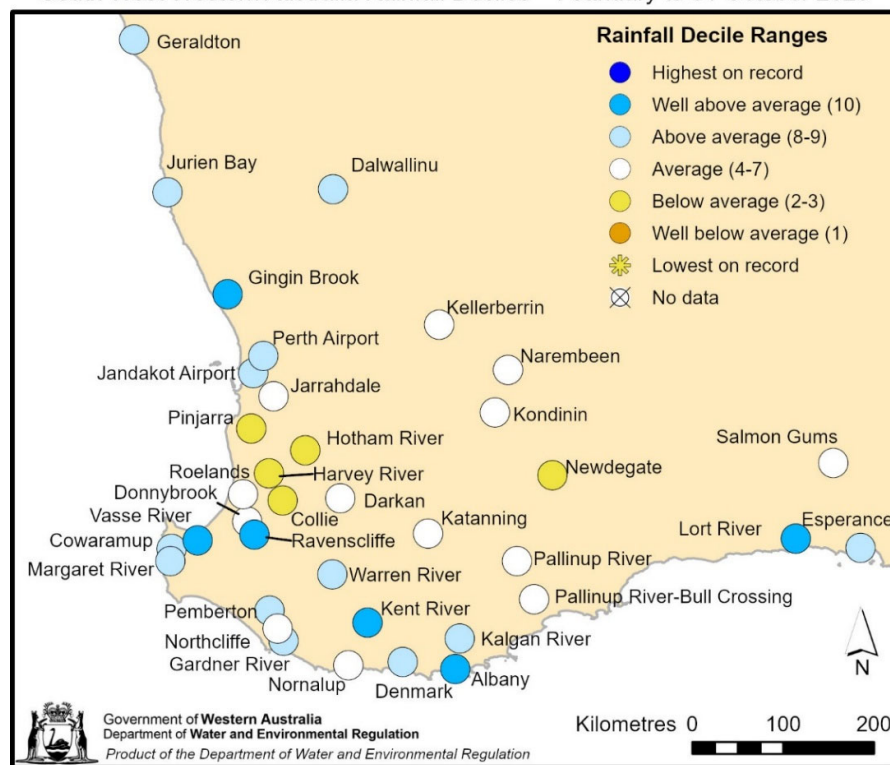 Geraldton
Rainfall Decile Ranges
Highest on record
Well above average (10)
Above average (8-9)
Average (4-7)
Below average (2-3)
Well below average (1)
Lowest on record
No data
Jurien Bay
Dalwallinu
Gingin Brook
Kellerberrin
Perth Airport
Jandakot Airport
Narembeen
Jarrahdale
Pinjarra
Kondinin
Hotham River
Salmon Gums
Roelands
Harvey River
Newdegate
Donnybrook
Darkan
Vasse River
Collie
Katanning
Lort River
Esperance
Cowaramup
Ravenscliffe
Margaret River
Warren River
Pallinup River
Pemberton
Kent River
Pallinup River-Bull Crossing
Northcliffe
Kalgan River
Gardner River
Nornalup
Denmark
Albany
N
Government of Western Australia
Department of Water and Environmental Regulation
Product of the Department of Water and Environmental Regulation
Kilometres
0 100 200